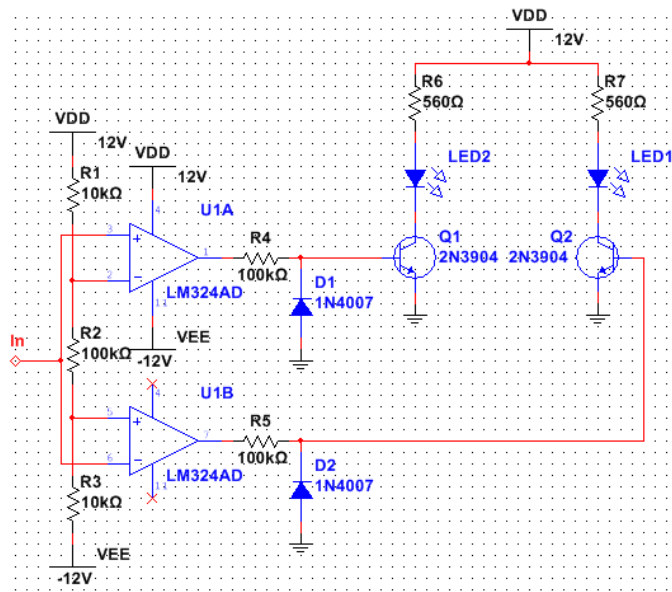 VDD
12V
R6
560Ω
R7
560Ω
VDD
12V
VDD
12V
R1
10kΩ
LED2
LED1
4
U1A
3
1
2
R4
100kΩ
Q1
2N3904
Q2
2N3904
LM324AD
11
D1
1N4007
VEE
-12V
R2
100kΩ
In
4
U1B
5
7
6
R5
100kΩ
LM324AD
11
D2
1N4007
R3
10kΩ
VEE
-12V